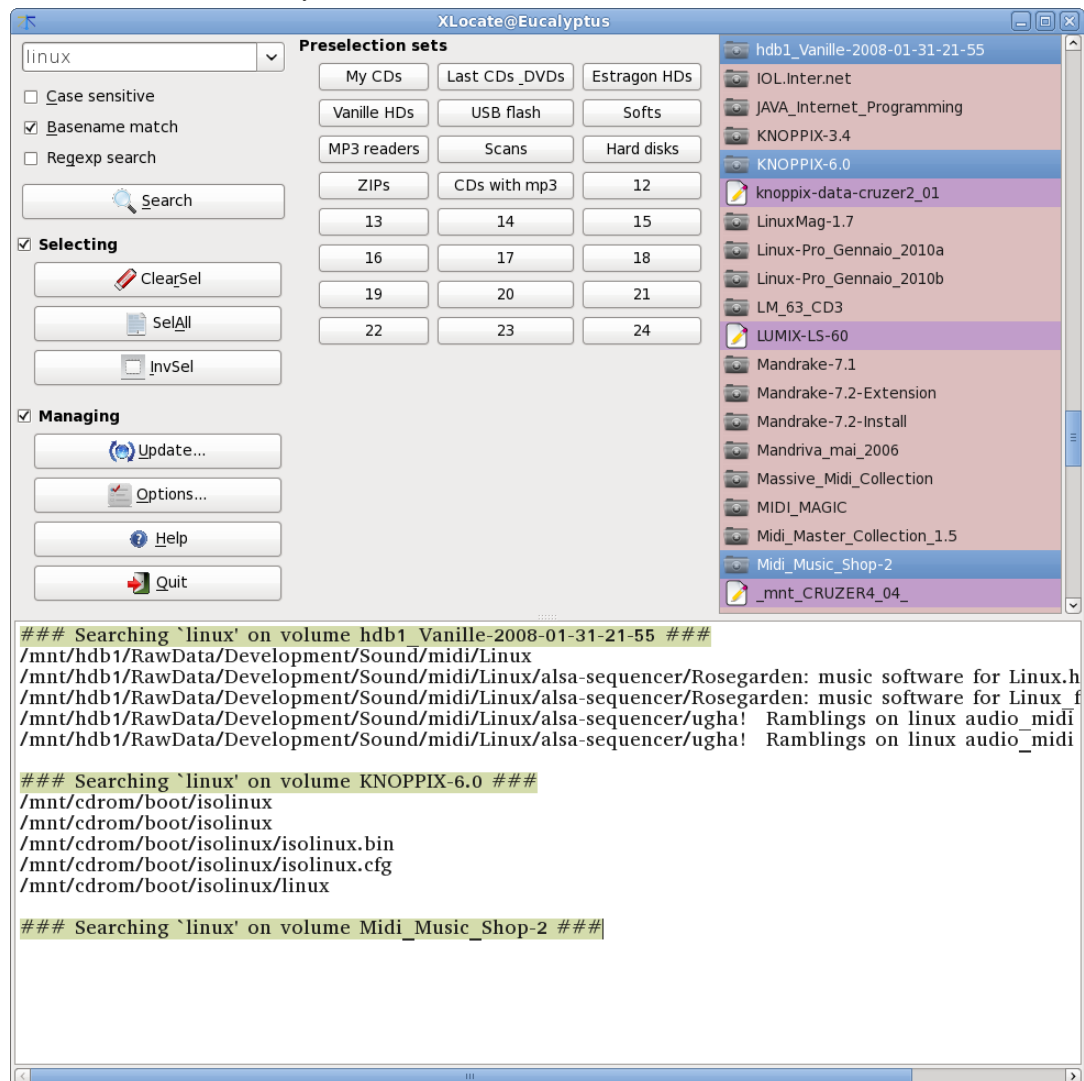 XLocate@Eucalyptus
linux
Case sensitive
Basename match
Regexp search
Search
Selecting
ClearSel
SelAll
InvSel
Managing
Update...
Options...
Help
Quit
Preselection sets
My CDs Last CDs _DVDs Estragon HDs
Vanille HDs USB flash Softs
MP3 readers Scans Hard disks
ZIPs CDs with mp3 12
13 14 15
16 17 18
19 20 21
22 23 24
hdb1_Vanille-2008-01-31-21-55
IOL.Inter.net
JAVA_Internet_Programming
KNOPPIX-3.4
KNOPPIX-6.0
knoppix-data-cruzer2_01
LinuxMag-1.7
Linux-Pro_Gennaio_2010a
Linux-Pro_Gennaio_2010b
LM_63_CD3
LUMIX-LS-60
Mandrake-7.1
Mandrake-7.2-Extension
Mandrake-7.2-Install
Mandriva_mai_2006
Massive_Midi_Collection
MIDI_MAGIC
Midi_Master_Collection_1.5
Midi_Music_Shop-2
_mnt_CRUZER4_04_
### Searching `linux' on volume hdb1_Vanille-2008-01-31-21-55 ###
/mnt/hdb1/RawData/Development/Sound/midi/Linux
/mnt/hdb1/RawData/Development/Sound/midi/Linux/alsa-sequencer/Rosegarden: music software for Linux.h
/mnt/hdb1/RawData/Development/Sound/midi/Linux/alsa-sequencer/Rosegarden: music software for Linux_f
/mnt/hdb1/RawData/Development/Sound/midi/Linux/alsa-sequencer/ugha! Ramblings on linux audio_midi
/mnt/hdb1/RawData/Development/Sound/midi/Linux/alsa-sequencer/ugha! Ramblings on linux audio_midi
### Searching `linux' on volume KNOPPIX-6.0 ###
/mnt/cdrom/boot/isolinux
/mnt/cdrom/boot/isolinux
/mnt/cdrom/boot/isolinux/isolinux.bin
/mnt/cdrom/boot/isolinux/isolinux.cfg
/mnt/cdrom/boot/isolinux/linux
### Searching `linux' on volume Midi_Music_Shop-2 ###